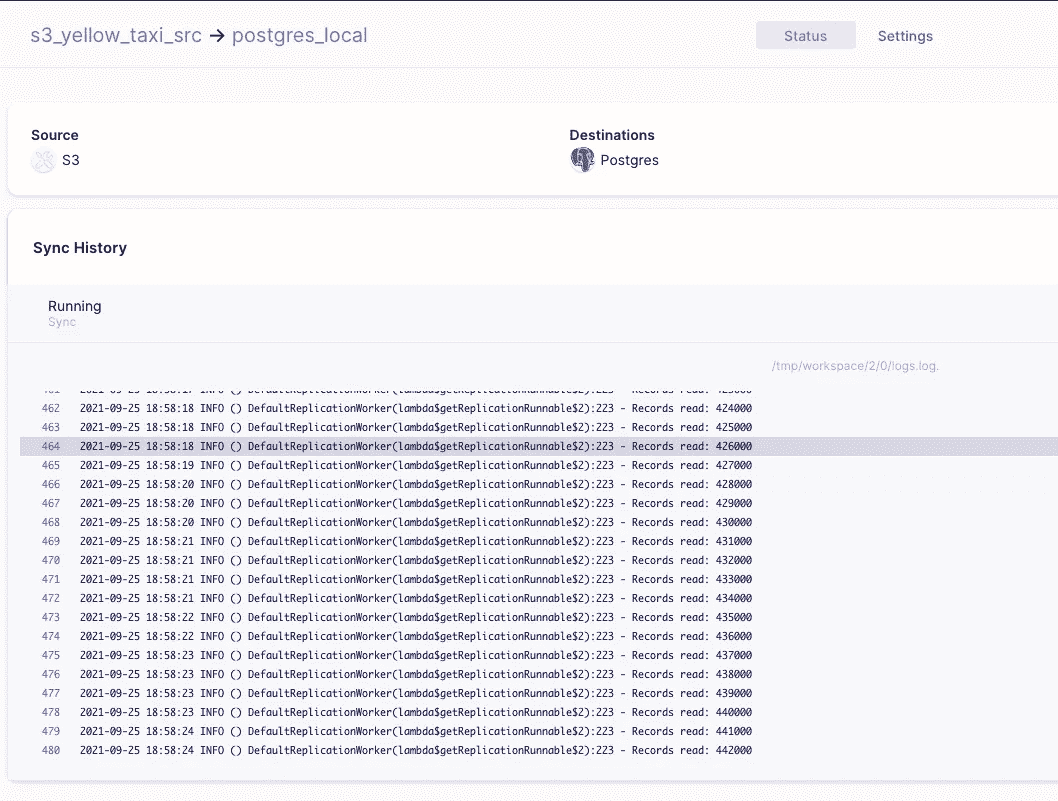 s3_yellow_taxi_src → postgres_local
Status
Settings
Source
Destinations
S3
Postgres
Sync History
Running
Sync
/tmp/workspace/2/0/logs.log.
461 2021-09-25 18:58:17 INFO () DefaultReplicationWorker(lambda$getReplicationRunnable$2):223 - Records read: 423000
462 2021-09-25 18:58:18 INFO () DefaultReplicationWorker(lambda$getReplicationRunnable$2):223 - Records read: 424000
463 2021-09-25 18:58:18 INFO () DefaultReplicationWorker(lambda$getReplicationRunnable$2):223 - Records read: 425000
464 2021-09-25 18:58:18 INFO () DefaultReplicationWorker(lambda$getReplicationRunnable$2):223 - Records read: 426000
465 2021-09-25 18:58:19 INFO () DefaultReplicationWorker(lambda$getReplicationRunnable$2):223 - Records read: 427000
466 2021-09-25 18:58:20 INFO () DefaultReplicationWorker(lambda$getReplicationRunnable$2):223 - Records read: 428000
467 2021-09-25 18:58:20 INFO () DefaultReplicationWorker(lambda$getReplicationRunnable$2):223 - Records read: 429000
468 2021-09-25 18:58:20 INFO () DefaultReplicationWorker(lambda$getReplicationRunnable$2):223 - Records read: 430000
469 2021-09-25 18:58:21 INFO () DefaultReplicationWorker(lambda$getReplicationRunnable$2):223 - Records read: 431000
470 2021-09-25 18:58:21 INFO () DefaultReplicationWorker(lambda$getReplicationRunnable$2):223 - Records read: 432000
471 2021-09-25 18:58:21 INFO () DefaultReplicationWorker(lambda$getReplicationRunnable$2):223 - Records read: 433000
472 2021-09-25 18:58:21 INFO () DefaultReplicationWorker(lambda$getReplicationRunnable$2):223 - Records read: 434000
473 2021-09-25 18:58:22 INFO () DefaultReplicationWorker(lambda$getReplicationRunnable$2):223 - Records read: 435000
474 2021-09-25 18:58:22 INFO () DefaultReplicationWorker(lambda$getReplicationRunnable$2):223 - Records read: 436000
475 2021-09-25 18:58:23 INFO () DefaultReplicationWorker(lambda$getReplicationRunnable$2):223 - Records read: 437000
476 2021-09-25 18:58:23 INFO () DefaultReplicationWorker(lambda$getReplicationRunnable$2):223 - Records read: 438000
477 2021-09-25 18:58:23 INFO () DefaultReplicationWorker(lambda$getReplicationRunnable$2):223 - Records read: 439000
478 2021-09-25 18:58:23 INFO () DefaultReplicationWorker(lambda$getReplicationRunnable$2):223 - Records read: 440000
479 2021-09-25 18:58:24 INFO () DefaultReplicationWorker(lambda$getReplicationRunnable$2):223 - Records read: 441000
480 2021-09-25 18:58:24 INFO () DefaultReplicationWorker(lambda$getReplicationRunnable$2):223 - Records read: 442000